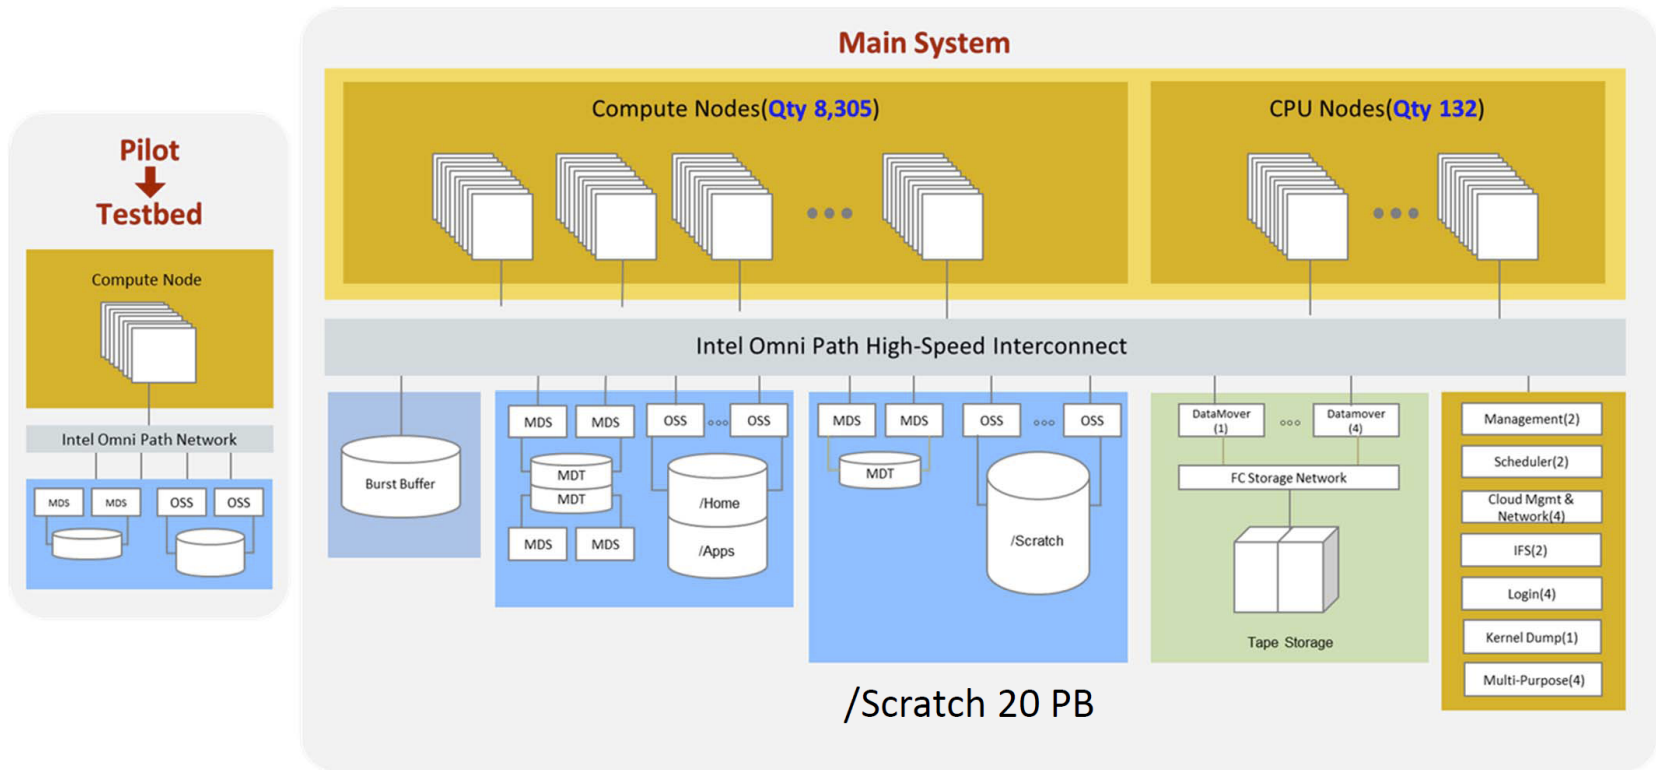 Main System
Pilot
Testbed
Compute Node
Intel Omni Path Network
MDS
MDS
OSS
OSS
Compute Nodes(Qty 8,305)
CPU Nodes(Qty 132)
Intel Omni Path High-Speed Interconnect
Burst Buffer
MDS
MDS
OSS
OSS
MDT
MDT
MDS
MDS
/Home
/Apps
MDS
MDS
OSS
OSS
MDT
/Scratch
/Scratch 20 PB
DataMover
(1)
Datamover
(4)
FC Storage Network
Tape Storage
Management(2)
Scheduler(2)
Cloud Mgmt &
Network(4)
IFS(2)
Login(4)
Kernel Dump(1)
Multi-Purpose(4)